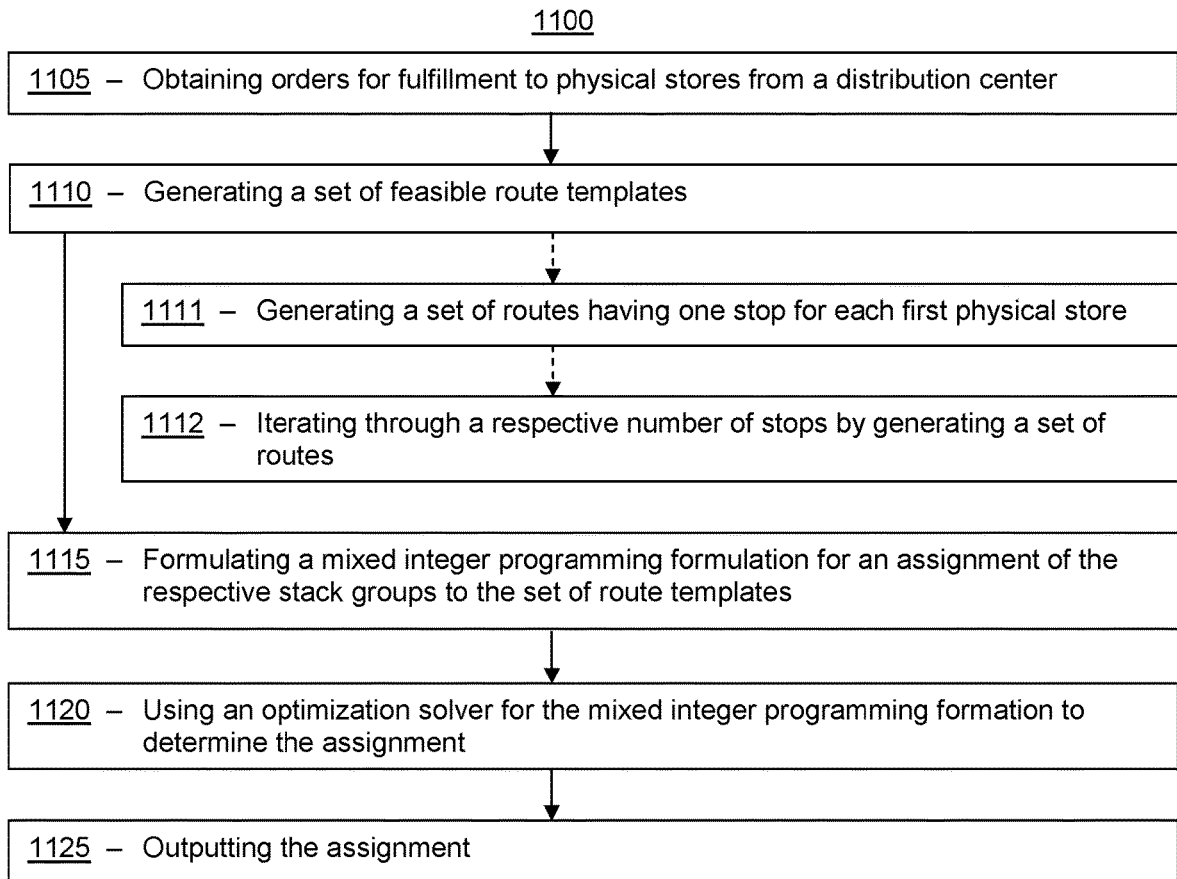 1100
1105 – Obtaining orders for fulfillment to physical stores from a distribution center
1110 – Generating a set of feasible route templates
1111 – Generating a set of routes having one stop for each first physical store
1112 – Iterating through a respective number of stops by generating a set of
routes
1115 – Formulating a mixed integer programming formulation for an assignment of the
respective stack groups to the set of route templates
1120 – Using an optimization solver for the mixed integer programming formation to
determine the assignment
1125 – Outputting the assignment